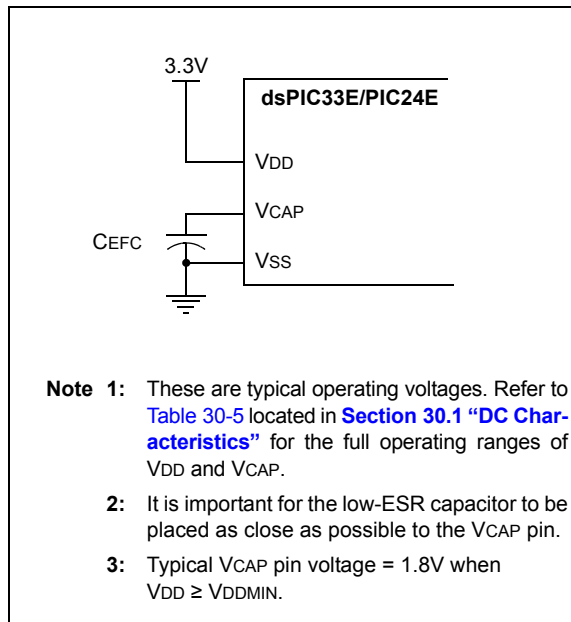 3.3V
dsPIC33E/PIC24E
VDD
VCAP
CEFC
VSS
Note 1: These are typical operating voltages. Refer to
Table 30-5 located in Section 30.1 “DC Char-
acteristics” for the full operating ranges of
VDD and VCAP.
2: It is important for the low-ESR capacitor to be
placed as close as possible to the VCAP pin.
3: Typical VCAP pin voltage = 1.8V when
VDD ≥ VDDMIN.